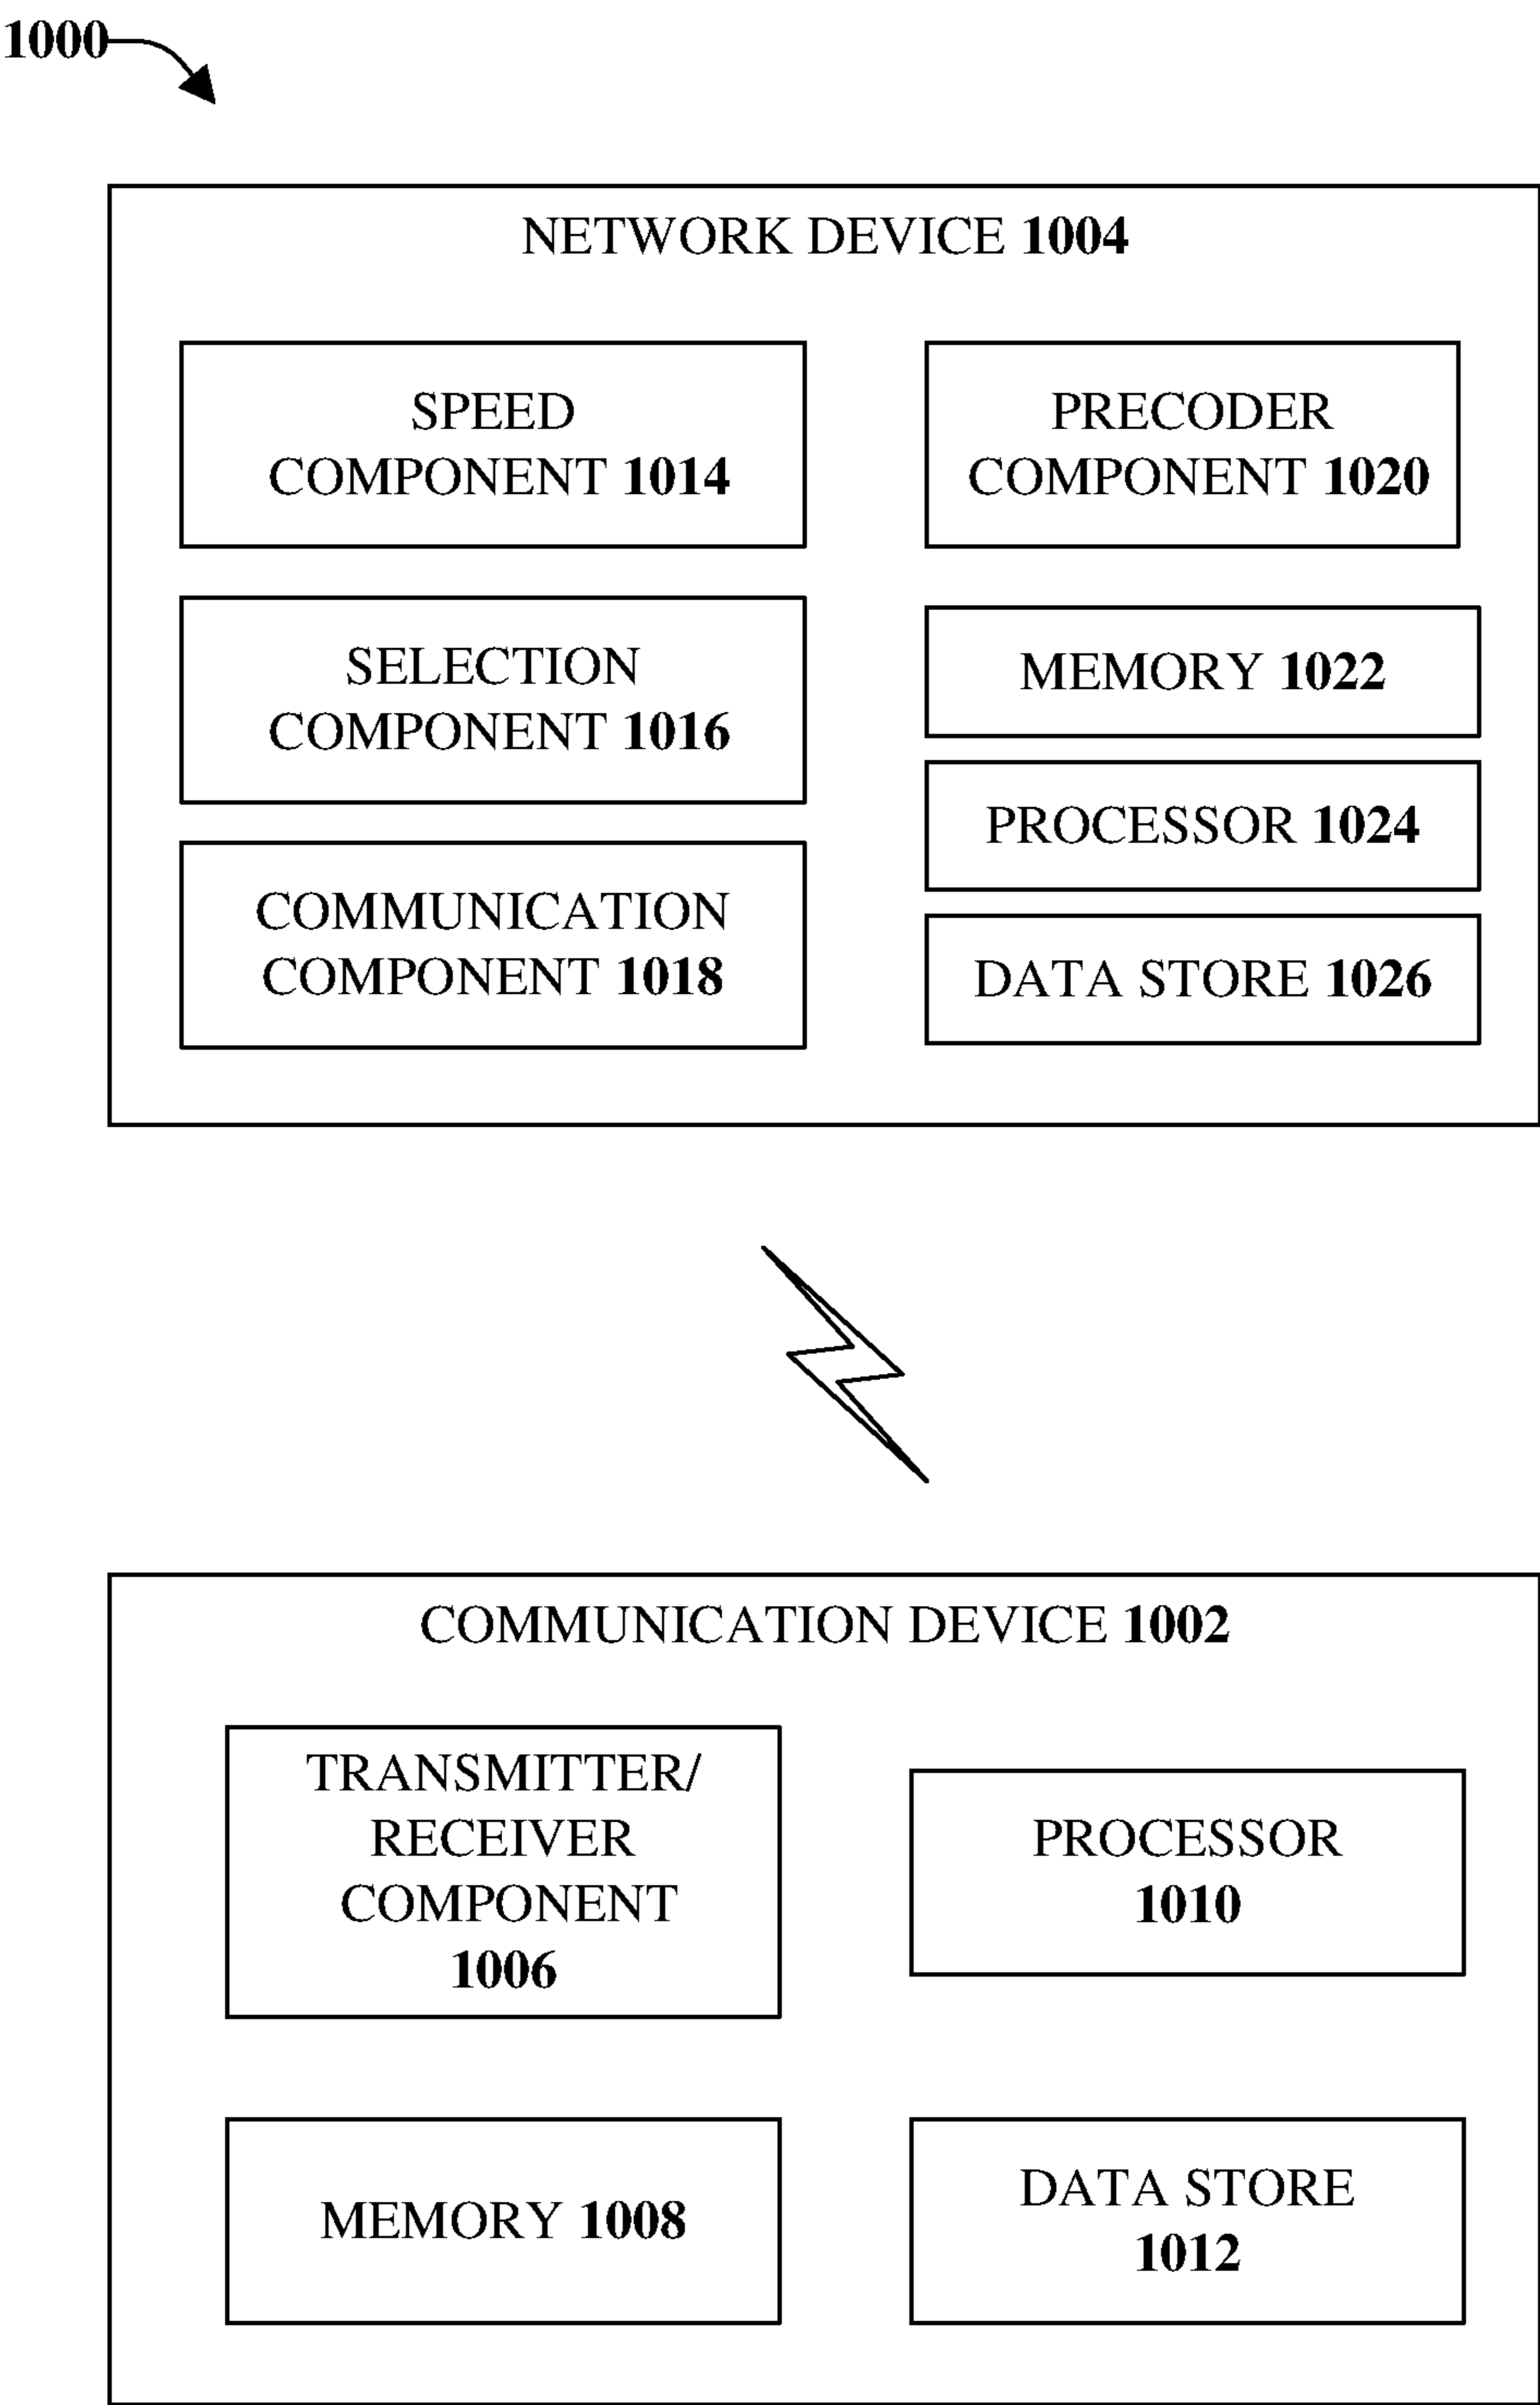 1000
NETWORK DEVICE 1004
SPEED
COMPONENT 1014
PRECODER
COMPONENT 1020
SELECTION
COMPONENT 1016
MEMORY 1022
PROCESSOR 1024
COMMUNICATION
COMPONENT 1018
DATA STORE 1026
COMMUNICATION DEVICE 1002
TRANSMITTER/
RECEIVER
COMPONENT
1006
PROCESSOR
1010
MEMORY 1008
DATA STORE
1012